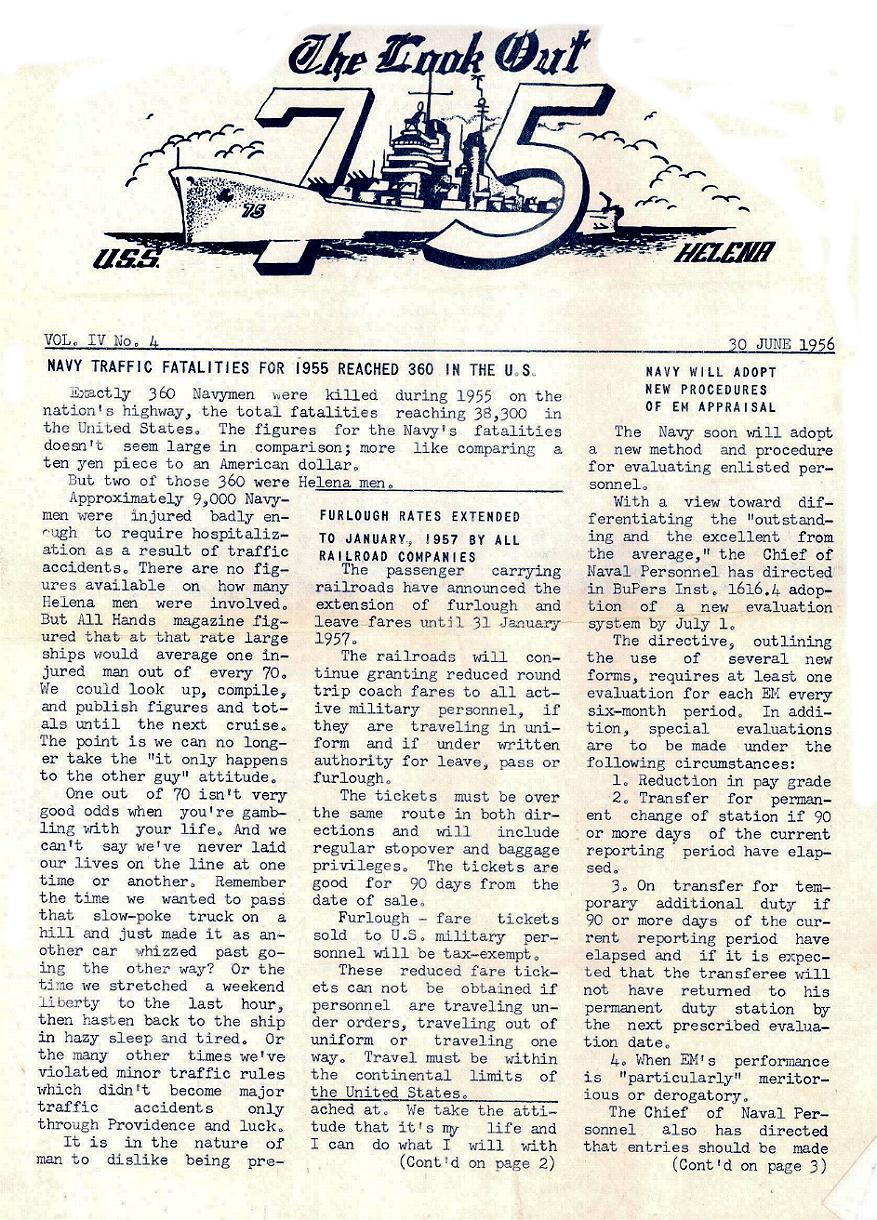 The Look Out
75
75
U.S.S.
HELENA
VOL. IV No. 4
30 JUNE 1956
NAVY TRAFFIC FATALITIES FOR 1955 REACHED 360 IN THE U.S.
Exactly 360 Navymen were killed during 1955 on the
nation's highway, the total fatalities reaching 38,300 in
the United States. The figures for the Navy's fatalities
doesn't seem large in comparison; more like comparing a
ten yen piece to an American dollar.
But two of those 360 were Helena men.
Approximately 9,000 Navy-
men were injured badly en-
ough to require hospitaliz-
ation as a result of traffic
accidents. There are no fig-
ures available on how many
Helena men were involved.
But All Hands magazine fig-
ured that at that rate large
ships would average one in-
jured man out of every 70.
We could look up, compile,
and publish figures and tot-
als until the next cruise.
The point is we can no long-
er take the "it only happens
to the other guy" attitude.
One out of 70 isn't very
good odds when you're gamb-
ling with your life. And we
can't say we've never laid
our lives on the line at one
time or another. Remember
the time we wanted to pass
that slow-poke truck on a
hill and just made it as an-
other car whizzed past go-
ing the other way? Or the
time we stretched a weekend
liberty to the last hour,
then hasten back to the ship
in hazy sleep and tired. Or
the many other times we've
violated minor traffic rules
which didn't become major
traffic accidents only
through Providence and luck.
It is in the nature of
man to dislike being pre-
FURLOUGH RATES EXTENDED
TO JANUARY, 1957 BY ALL
RAILROAD COMPANIES
The passenger carrying
railroads have announced the
extension of furlough and
leave fares until 31 January
1957.
The railroads will con-
tinue granting reduced round
trip coach fares to all act-
ive military personnel, if
they are traveling in uni-
form and if under written
authority for leave, pass or
furlough.
The tickets must be over
the same route in both dir-
ections and will include
regular stopover and baggage
privileges. The tickets are
good for 90 days from the
date of sale.
Furlough - fare tickets
sold to U.S. military per-
sonnel will be tax-exempt.
These reduced fare tick-
ets can not be obtained if
personnel are traveling un-
der orders, traveling out of
uniform or traveling one
way. Travel must be within
the continental limits of
the United States.
ached at. We take the atti-
tude that it's my life and
I can do what I will with
(Cont'd on page 2)
NAVY WILL ADOPT
NEW PROCEDURES
OF EM APPRAISAL
The Navy soon will adopt
a new method and procedure
for evaluating enlisted per-
sonnel.
With a view toward dif-
ferentiating the "outstand-
ing and the excellent from
the average," the Chief of
Naval Personnel has directed
in BuPers Inst. 1616.4 adop-
tion of a new evaluation
system by July 1.
The directive, outlining
the use of several new
forms, requires at least one
evaluation for each EM every
six-month period. In addi-
tion, special evaluations
are to be made under the
following circumstances:
1. Reduction in pay grade
2. Transfer for perman-
ent change of station if 90
or more days of the current
reporting period have elap-
sed.
3. On transfer for tem-
porary additional duty if
90 or more days of the cur-
rent reporting period have
elapsed and if it is expec-
ted that the transferee will
not have returned to his
permanent duty station by
the next prescribed evalua-
tion date.
4. When EM's performance
is "particularly" meritor-
ious or derogatory.
The Chief of Naval Per-
sonnel also has directed
that entries should be made
(Cont'd on page 3)